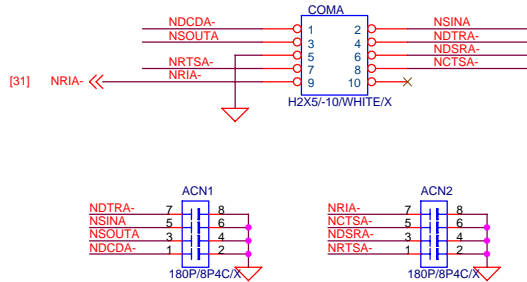 COMA
NDCDA- 1 2 NSINA
NSOUTA 3 4 NDTRA-
5 6 NDSRA-
NRTSA- 7 8 NCTSA-
[31] NRIA- NRIA- 9 10
H2X5/-10/WHITE/X
ACN1
NDTRA- 7 8
NSINA 5 6
NSOUTA 3 4
NDCDA- 1 2
180P/8P4C/X
ACN2
NRIA- 7 8
NCTSA- 5 6
NDSRA- 3 4
NRTSA- 1 2
180P/8P4C/X